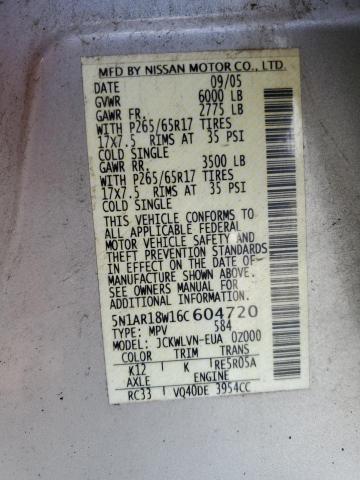 MFD BY NISSAN MOTOR CO., LTD.
DATE 09/05
GVWR 6000 LB
GAWR FR. 2775 LB
WITH P265/65R17 TIRES
17X7.5 RIMS AT 35 PSI
COLD SINGLE
GAWR RR. 3500 LB
WITH P265/65R17 TIRES
17X7.5 RIMS AT 35 PSI
COLD SINGLE
THIS VEHICLE CONFORMS TO
ALL APPLICABLE FEDERAL
MOTOR VEHICLE SAFETY AND
THEFT PREVENTION STANDARDS
IN EFFECT ON THE DATE OF
MANUFACTURE SHOWN ABOVE.
SEE OWNERS MANUAL FOR
ADDITIONAL INFORMATION
5N1AR18W16C604720
TYPE: MPV 584
MODEL: JCKWLVN-EUA 0Z000
COLOR TRIM TRANS
K12 K RE5R05A
AXLE ENGINE
RC33 VQ40DE 3954CC